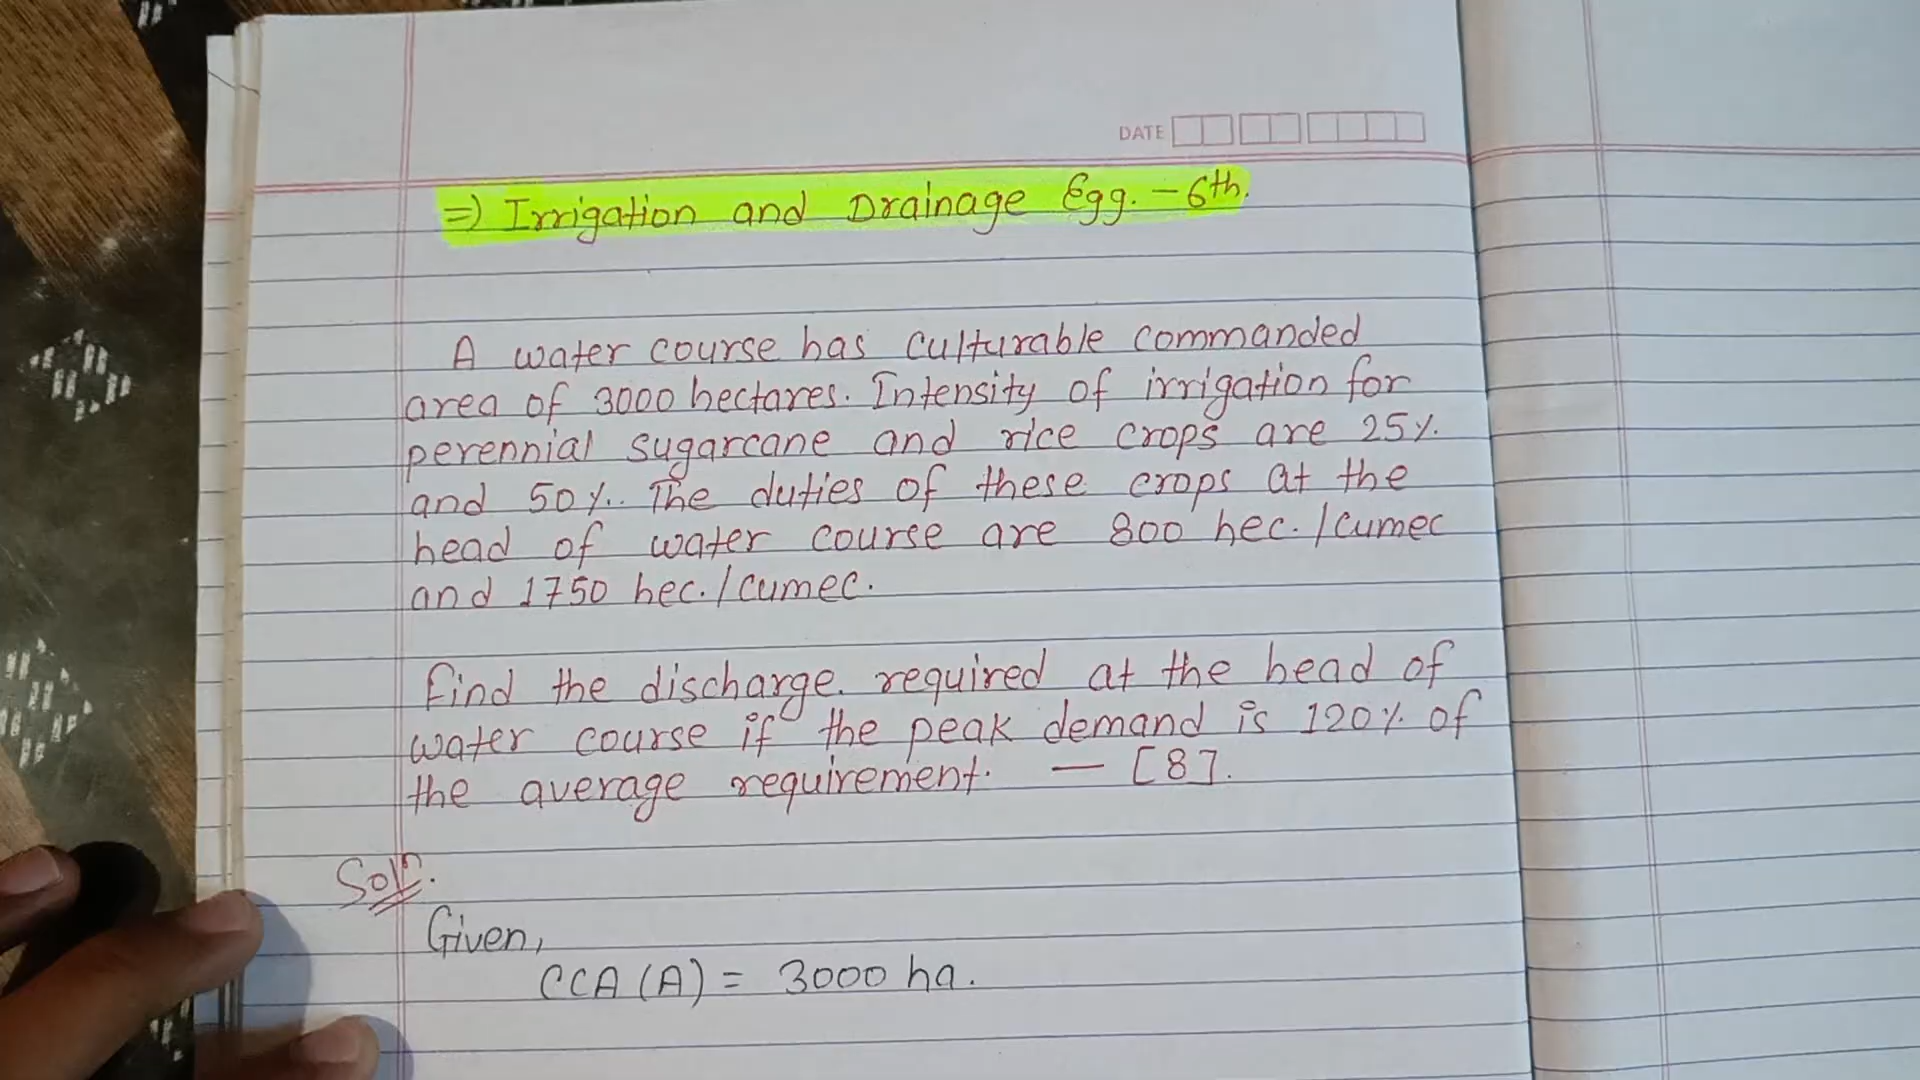 DATE
=) Irrigation and Drainage Egg. - 6th.
A water course has culturable commanded
area of 3000 hectares. Intensity of irrigation for
perennial sugarcane and rice crops are 25%.
and 50%. The duties of these crops at the
head of water course are 800 hec./cumec
and 1750 hec./cumec.
Find the discharge. required at the head of
water course if the peak demand is 120% of
the average requirement. — [8].
Soln.
Given,
CCA (A) = 3000 ha.